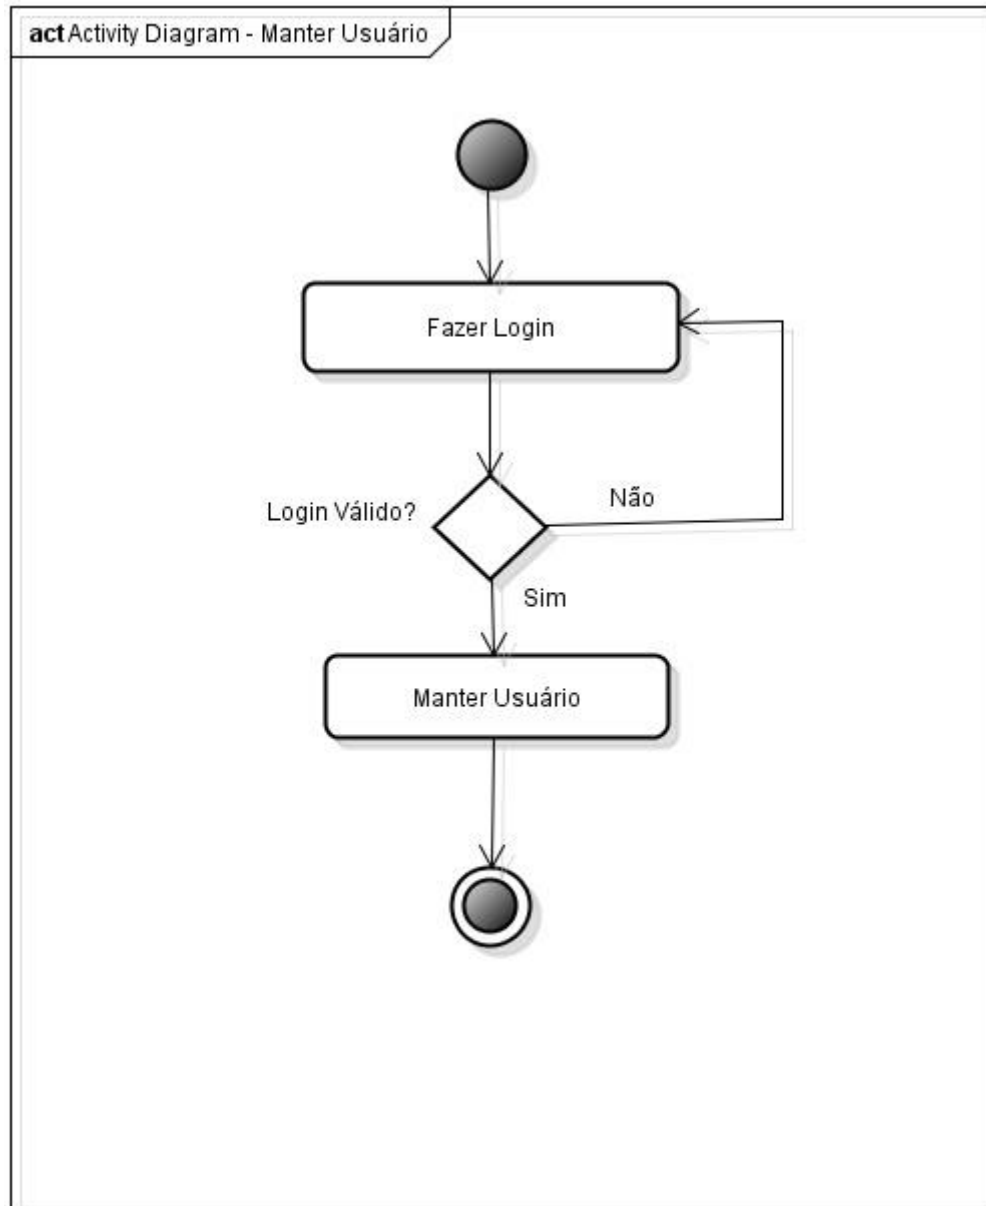 act Activity Diagram - Manter Usuário
Fazer Login
Login Válido?
Não
Sim
Manter Usuário